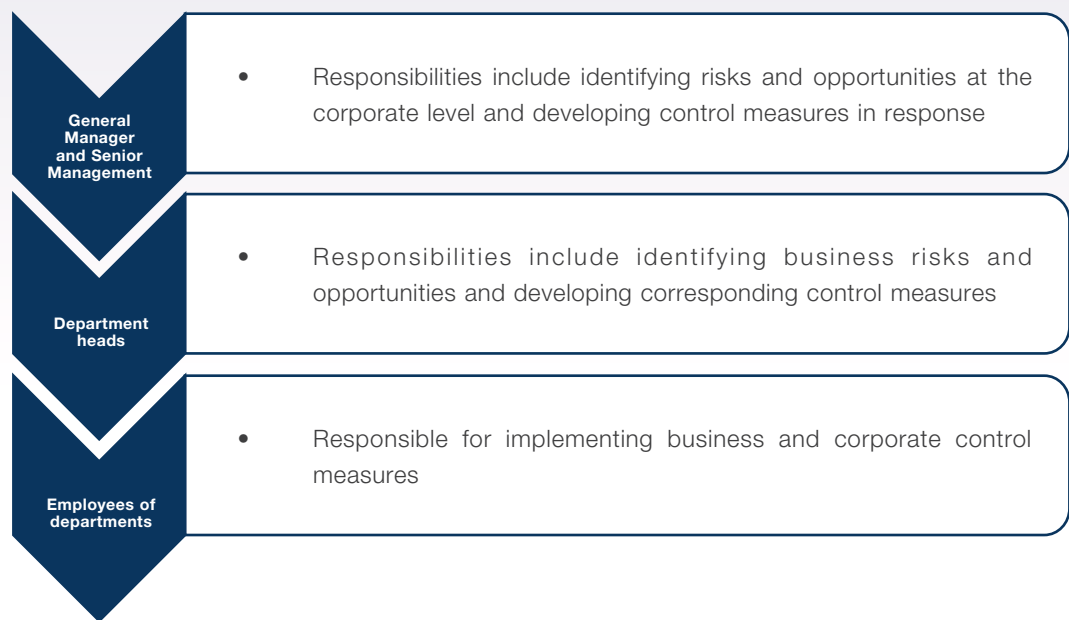 General
Manager
and Senior
Management
• Responsibilities include identifying risks and opportunities at the
corporate level and developing control measures in response
Department
heads
• Responsibilities include identifying business risks and
opportunities and developing corresponding control measures
Employees of
departments
• Responsible for implementing business and corporate control
measures